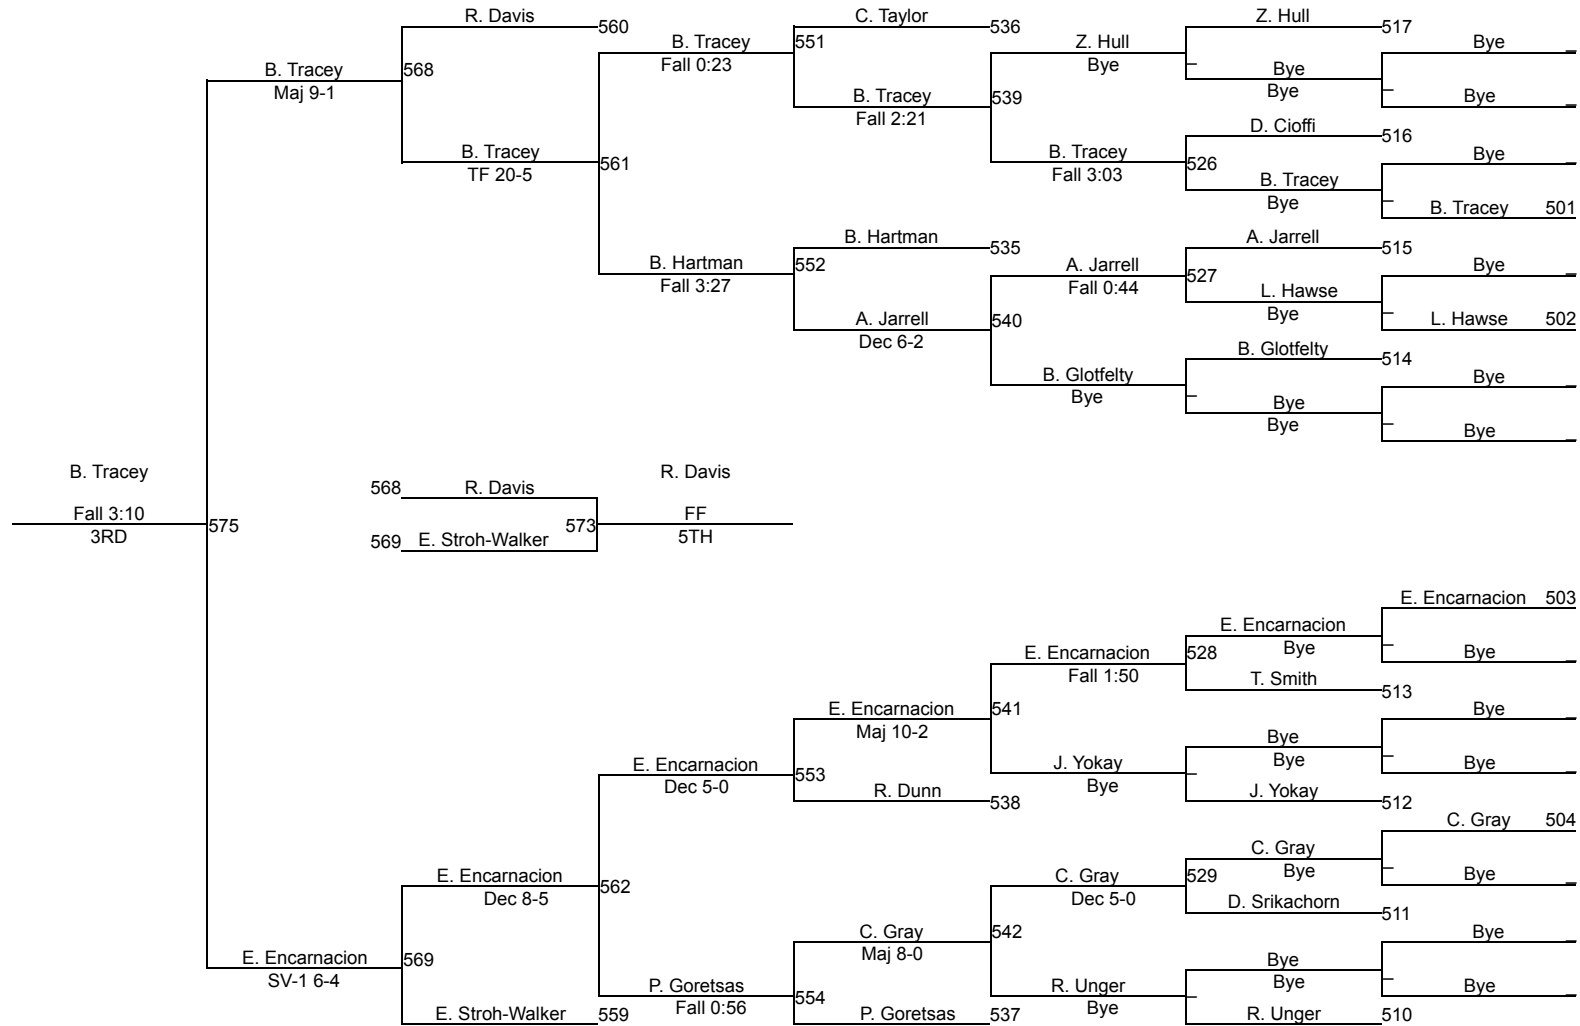 R. Davis
560
C. Taylor
536
Z. Hull
517
B. Tracey
551
Z. Hull
Bye
B. Tracey
568
Fall 0:23
Bye
Bye
Maj 9-1
B. Tracey
539
Bye
Bye
Fall 2:21
D. Cioffi
516
B. Tracey
561
B. Tracey
526
Bye
TF 20-5
Fall 3:03
B. Tracey
Bye
B. Tracey 501
B. Hartman
535
A. Jarrell
515
B. Hartman
552
A. Jarrell
527
Bye
Fall 3:27
Fall 0:44
L. Hawse
A. Jarrell
540
Bye
L. Hawse 502
Dec 6-2
B. Glotfelty
514
B. Glotfelty
Bye
Bye
Bye
Bye
Bye
B. Tracey
R. Davis
568
R. Davis
Fall 3:10
575
573
FF
3RD
569
E. Stroh-Walker
5TH
E. Encarnacion 503
E. Encarnacion
E. Encarnacion
528
Bye
Bye
Fall 1:50
T. Smith
513
E. Encarnacion
541
Bye
Maj 10-2
Bye
E. Encarnacion
553
J. Yokay
Bye
Bye
Dec 5-0
Bye
R. Dunn
538
J. Yokay
512
C. Gray 504
C. Gray
E. Encarnacion
562
C. Gray
529
Bye
Bye
Dec 8-5
Dec 5-0
D. Srikachorn
511
C. Gray
542
Bye
Maj 8-0
E. Encarnacion
569
Bye
SV-1 6-4
P. Goretsas
554
R. Unger
Bye
Bye
Fall 0:56
Bye
E. Stroh-Walker
559
P. Goretsas
537
R. Unger
510